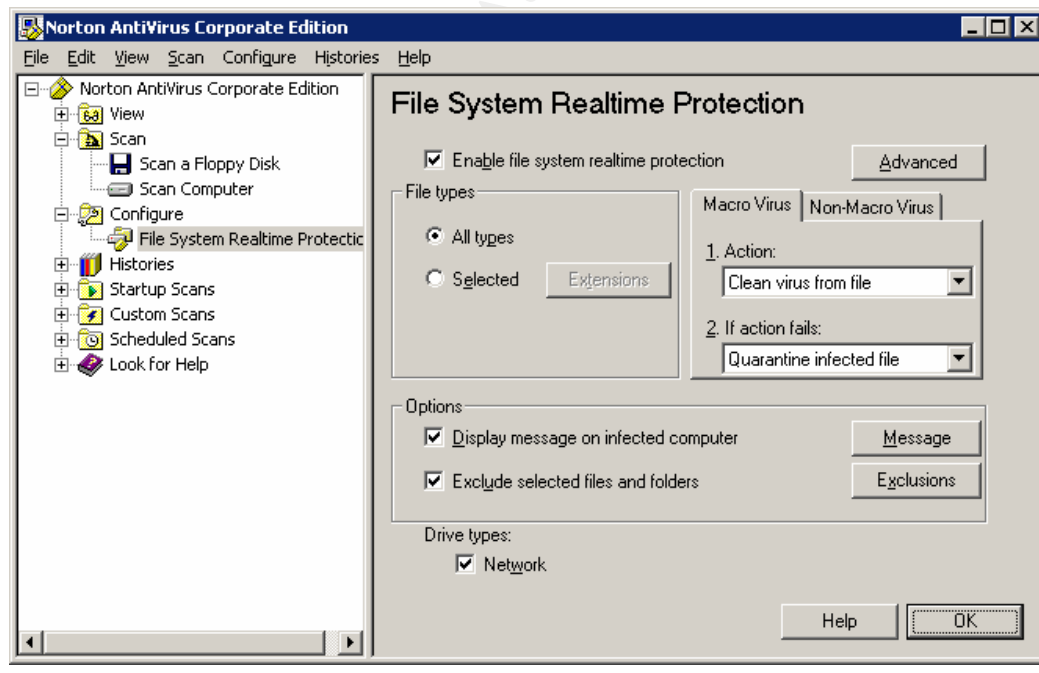 Norton AntiVirus Corporate Edition
File Edit View Scan Configure Histories Help
Norton AntiVirus Corporate Edition
View
Scan
Scan a Floppy Disk
Scan Computer
Configure
File System Realtime Protectic
Histories
Startup Scans
Custom Scans
Scheduled Scans
Look for Help
File System Realtime Protection
Enable file system realtime protection
Advanced
File types
All types
Selected
Extensions
Macro Virus
Non-Macro Virus
1. Action:
Clean virus from file
2. If action fails:
Quarantine infected file
Options
Display message on infected computer
Message
Exclude selected files and folders
Exclusions
Drive types:
Network
Help
OK